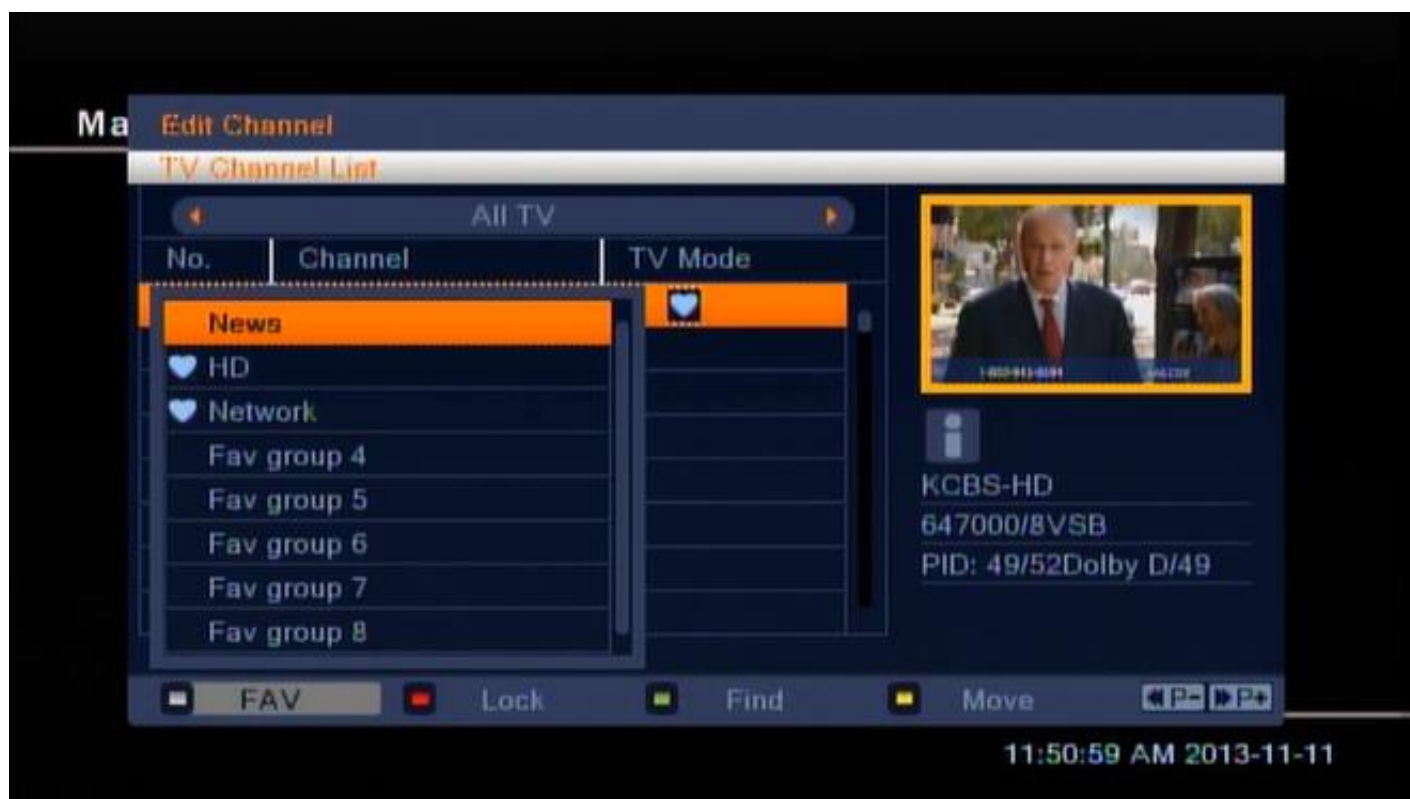 Ma
Edit Channel
TV Channel List
All TV
No. Channel TV Mode
News
HD
Network
Fav group 4
Fav group 5
Fav group 6
Fav group 7
Fav group 8
KCBS-HD
647000/8VSB
PID: 49/52Dolby D/49
FAV Lock Find Move P- P+
11:50:59 AM 2013-11-11